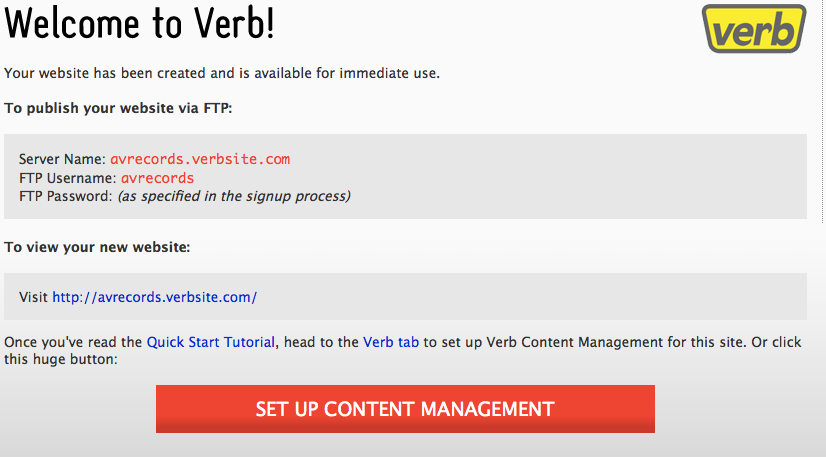 Welcome to Verb!
verb
Your website has been created and is available for immediate use.
To publish your website via FTP:
Server Name: avrecords.verbsite.com
FTP Username: avrecords
FTP Password: (as specified in the signup process)
To view your new website:
Visit http://avrecords.verbsite.com/
Once you've read the Quick Start Tutorial, head to the Verb tab to set up Verb Content Management for this site. Or click
this huge button:
SET UP CONTENT MANAGEMENT